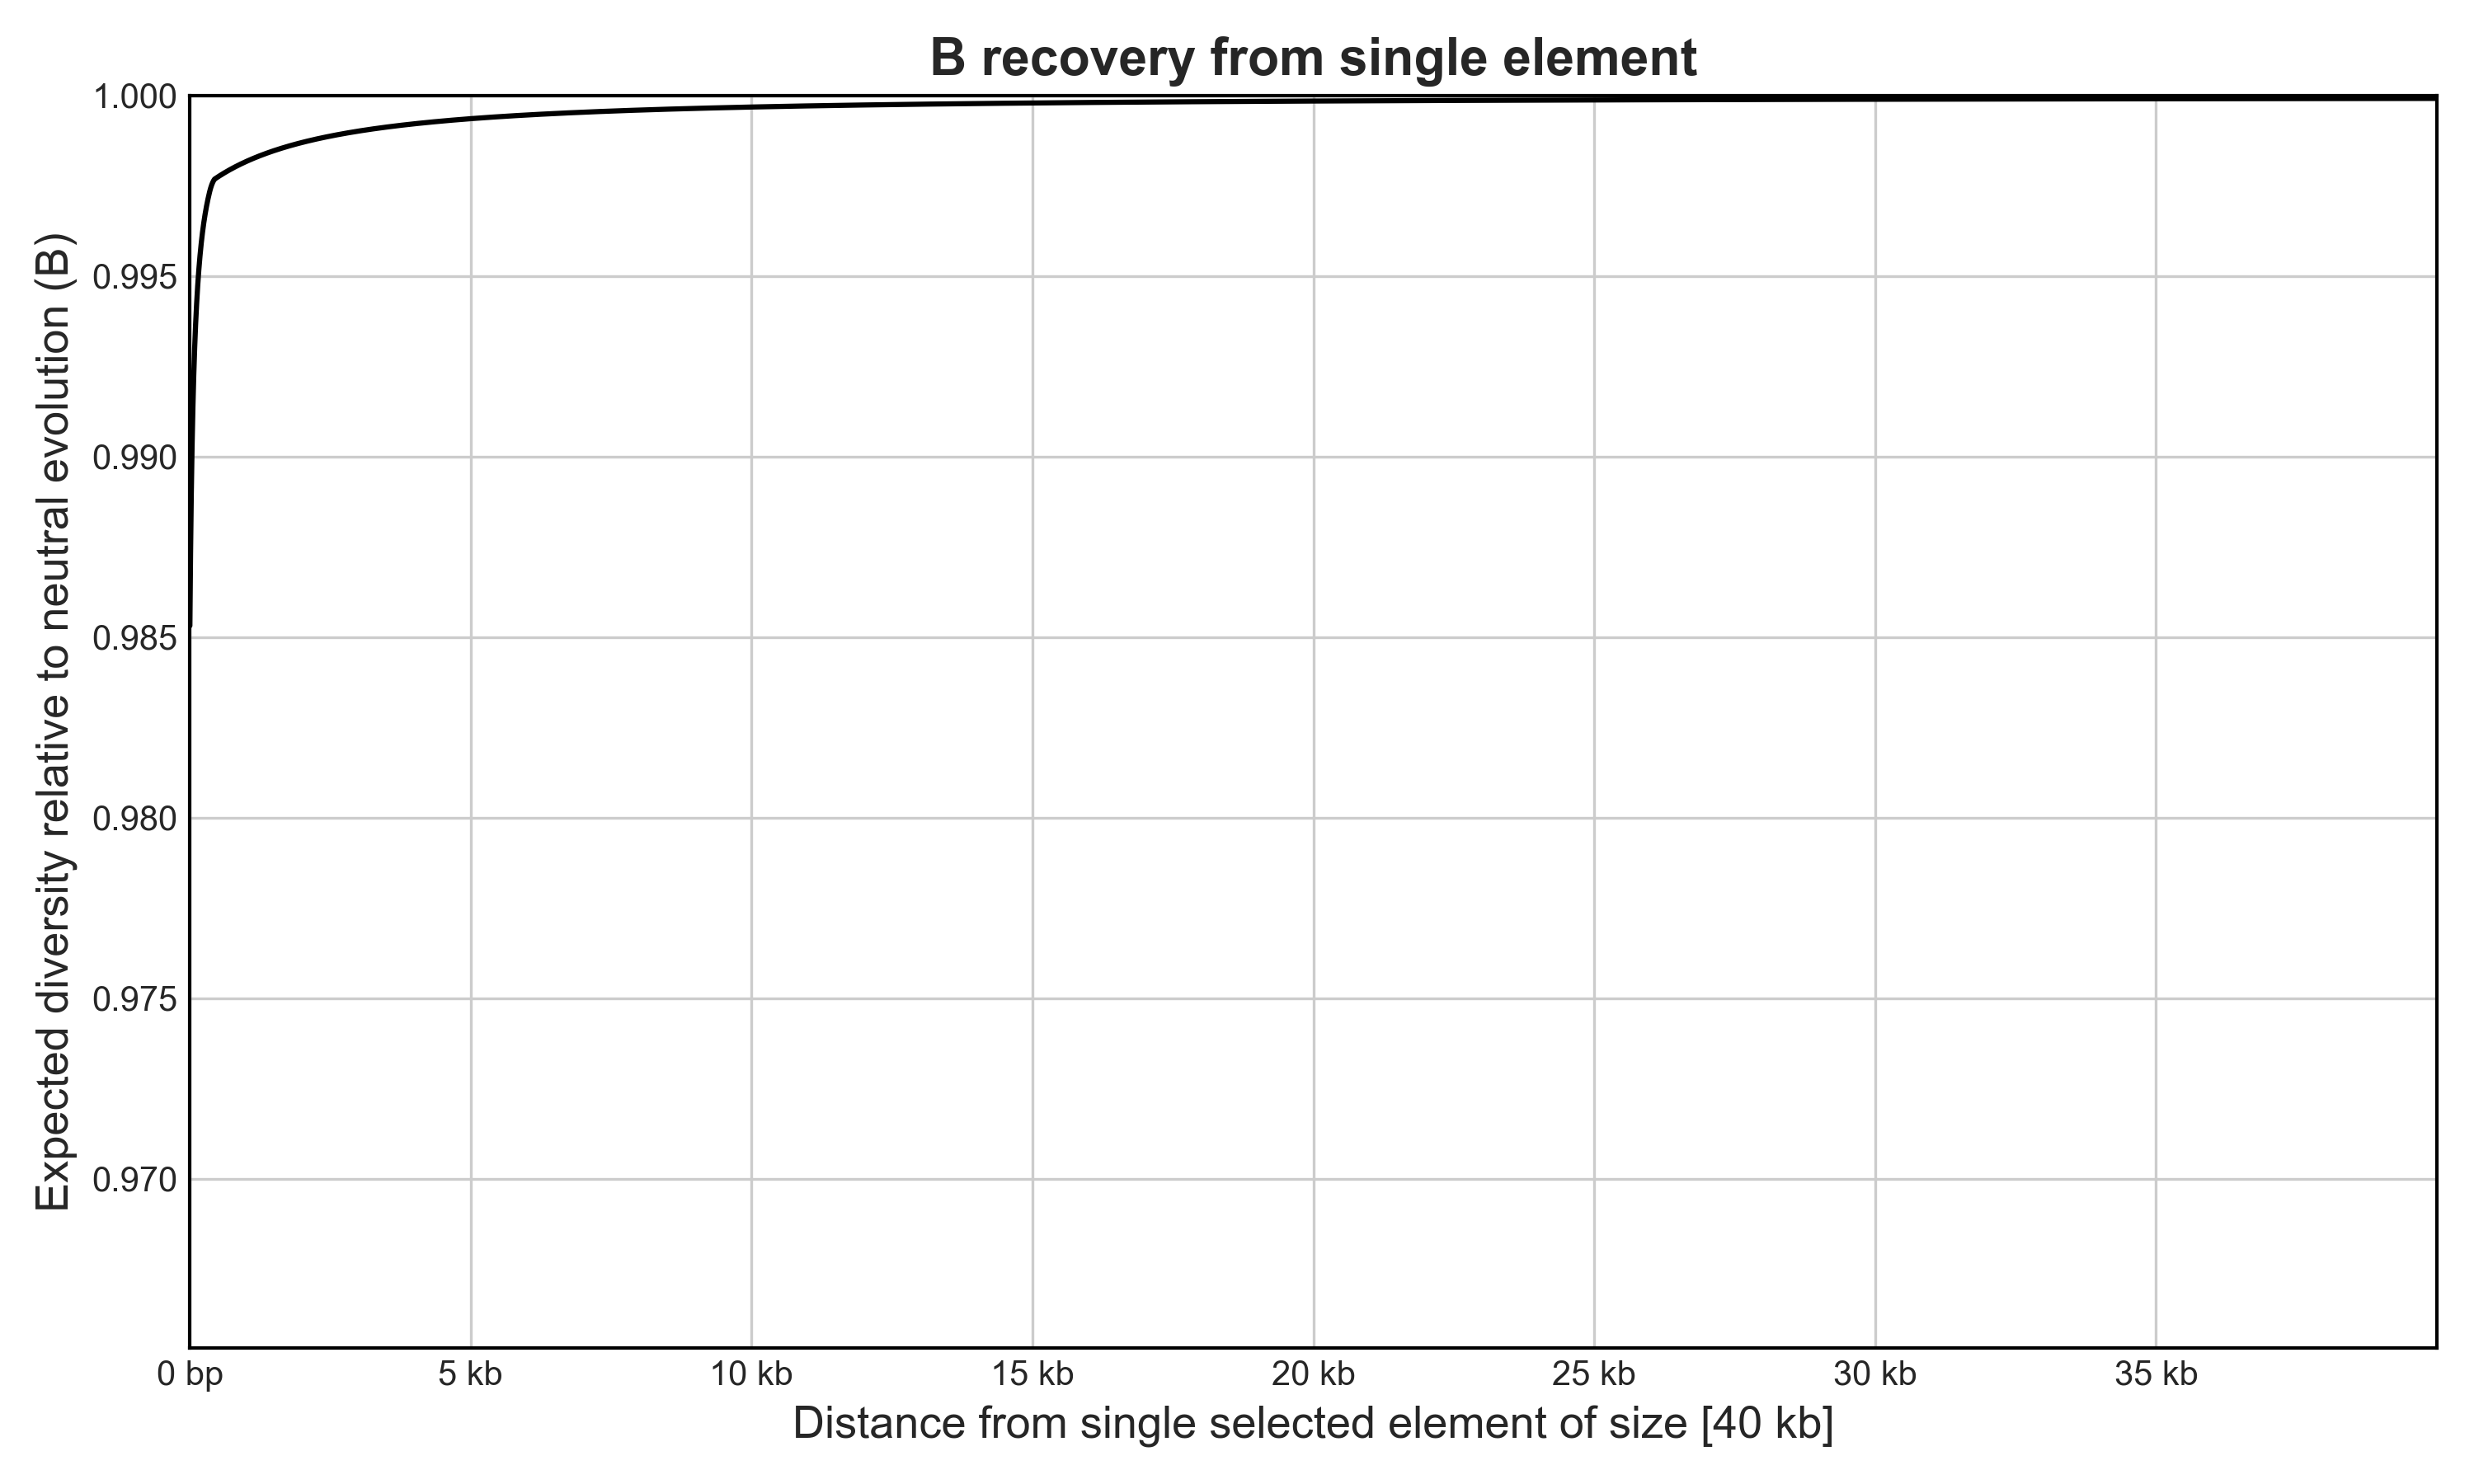 B recovery from single element
Expected diversity relative to neutral evolution (B)
1.000
0.995
0.990
0.985
0.980
0.975
0.970
0 bp
5 kb
10 kb
15 kb
20 kb
25 kb
30 kb
35 kb
Distance from single selected element of size [40 kb]